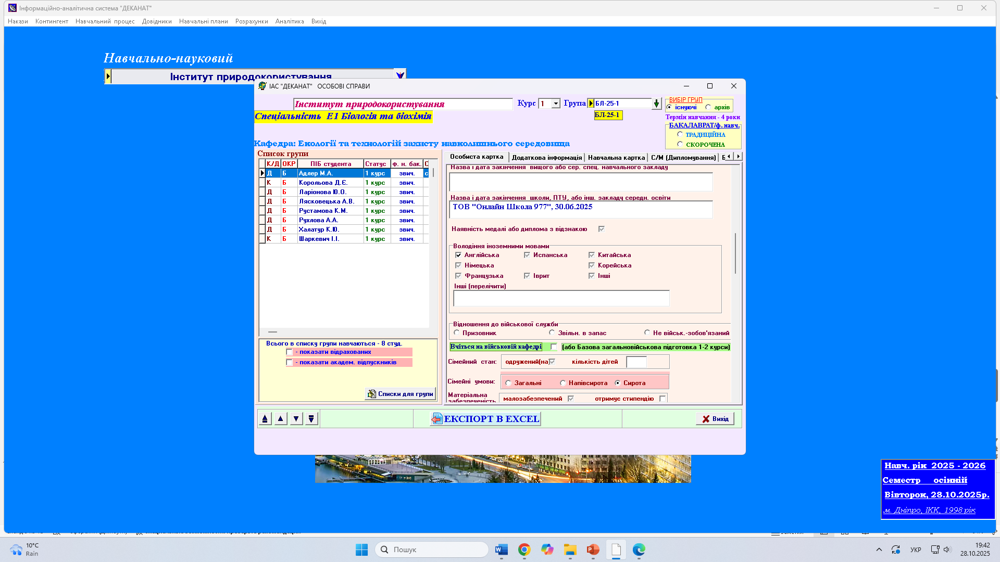 Інформаційно-аналітична система "ДЕКАНАТ"
Накази Контингент Навчальний процес Довідники Навчальні плани Розрахунки Аналітика Вихід
Навчально-науковий
Інститут природокористування
ІАС "ДЕКАНАТ" ОСОБОВІ СПРАВИ
Інститут природокористування
Курс 1 Група БЛ-25-1
БЛ-25-1
ВИБІР ГРУП
існуючі архів
Спеціальність Е1 Біологія та біохімія
Термін навчання - 4 роки
БАКАЛАВРАТ/ф. навч.
ТРАДИЦІЙНА
СКОРОЧЕНА
Кафедра: Екології та технологій захисту навколишнього середовища
Список групи
К/Д ОКР ПІБ студента Статус Ф. н. бак. С
Д Б Адлер М.А. 1 курс звич. с
К Б Корольова Д.Є. 1 курс звич.
Д Б Ларіонова Ю.О. 1 курс звич.
Д Б Лясковецька А.В. 1 курс звич.
Д Б Рустамова К.М. 1 курс звич.
Д Б Рухлова А.А. 1 курс звич.
Д Б Халатур К.Ю. 1 курс звич.
К Б Шаркевич І.І. 1 курс звич.
Всього в списку групи навчаються - 8 студ.
- показати відрахованих
- показати академ. відпускників
Списки для групи
Особиста картка Додаткова інформація Навчальна картка С/М (Дипломування) Б
Назва і дата закінчення вищого або сер. спец. навчального закладу
Назва і дата закінчення школи, ПТУ, або інш. закладу середн. освіти
ТОВ "Онлайн Школа 977", 30.06.2025
Наявність медалі або диплома з відзнакою
Володіння іноземними мовами
Англійська Испанська Китайська
Німецька Корейська
Французька Іврит Інші
Інші (перелічити)
Відношення до військової служби
Призовник Звільн. в запас Не військ.-зобов'язаний
Вчіться на військовій кафедрі (або Базова загальновійськова підготовка 1-2 курси)
Сімейний стан: одружений(на) кількість дітей
Сімейні умови: Загальні Напівсирота Сирота
Матеріальна забезпеченість малозабезпечений отримує стипендію
ЕКСПОРТ В EXCEL
Вихід
Навч. рік 2025 - 2026
Семестр осінній
Вівторок, 28.10.2025р.
м. Дніпро, ІКК, 1998 рік
10°C
Rain
Пошук
УКР
19:42
28.10.2025